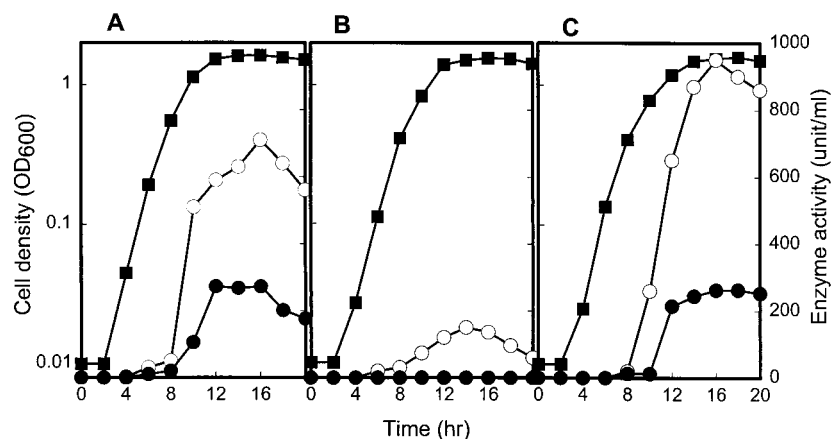 A B C
Cell density (OD600)
1
0.1
0.01
1000
800
600
400
200
0
Enzyme activity (unit/ml)
0 4 8 12 16 0 4 8 12 16 0 4 8 12 16 20
Time (hr)